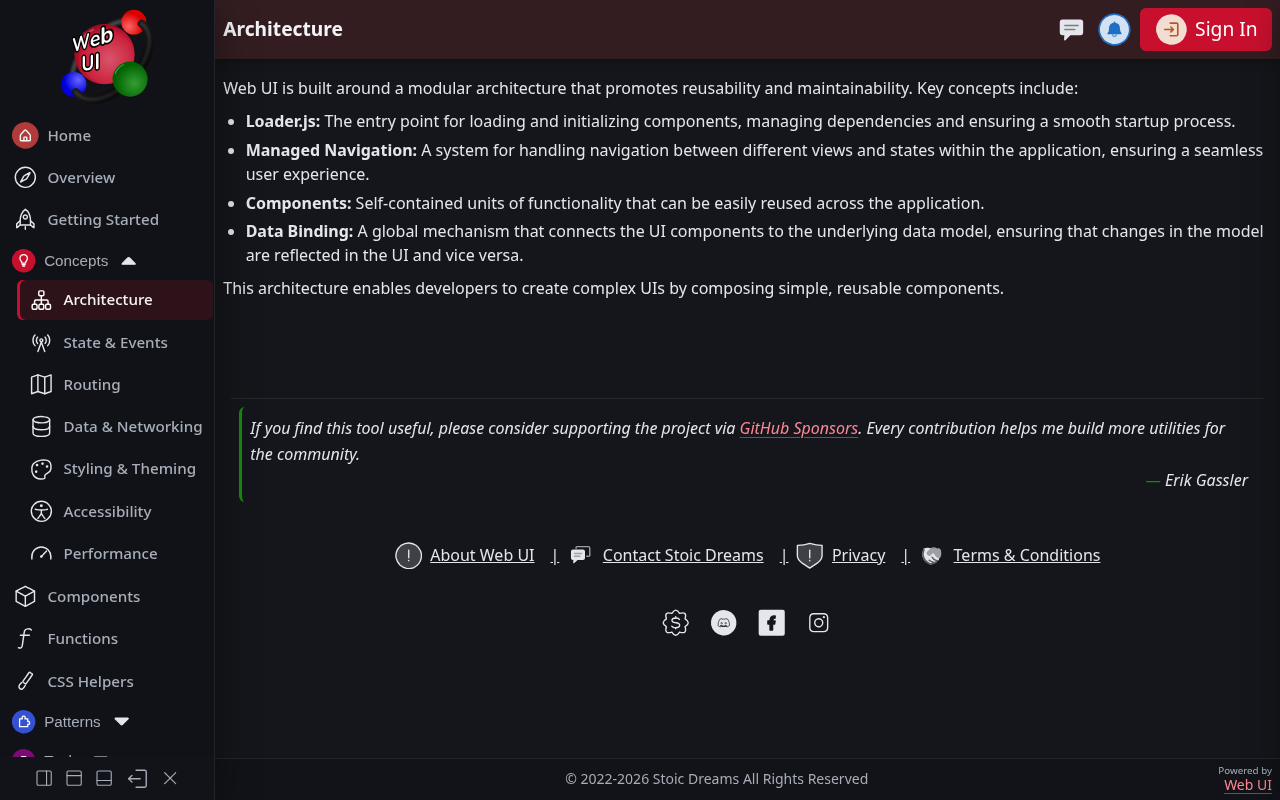 Web
UI
Home
Overview
Getting Started
Concepts
Architecture
State & Events
Routing
Data & Networking
Styling & Theming
Accessibility
Performance
Components
Functions
CSS Helpers
Patterns
Architecture
Sign In
Web UI is built around a modular architecture that promotes reusability and maintainability. Key concepts include:
Loader.js: The entry point for loading and initializing components, managing dependencies and ensuring a smooth startup process.
Managed Navigation: A system for handling navigation between different views and states within the application, ensuring a seamless
user experience.
Components: Self-contained units of functionality that can be easily reused across the application.
Data Binding: A global mechanism that connects the UI components to the underlying data model, ensuring that changes in the model
are reflected in the UI and vice versa.
This architecture enables developers to create complex UIs by composing simple, reusable components.
If you find this tool useful, please consider supporting the project via GitHub Sponsors. Every contribution helps me build more utilities for
the community.
— Erik Gassler
About Web UI | Contact Stoic Dreams | Privacy | Terms & Conditions
© 2022-2026 Stoic Dreams All Rights Reserved
Powered by
Web UI